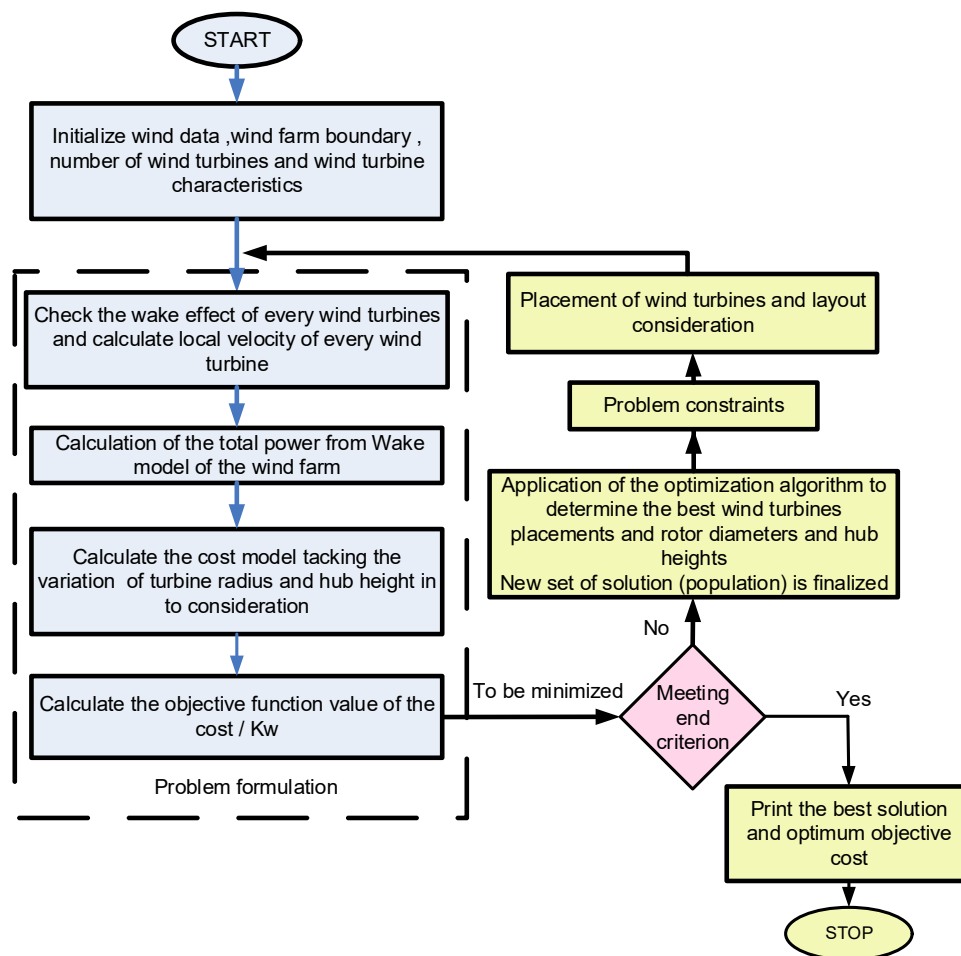 START
Initialize wind data ,wind farm boundary ,
number of wind turbines and wind turbine
characteristics
Check the wake effect of every wind turbines
and calculate local velocity of every wind
turbine
Calculation of the total power from Wake
model of the wind farm
Calculate the cost model tacking the
variation of turbine radius and hub height in
to consideration
Calculate the objective function value of the
cost / Kw
Problem formulation
To be minimized
Meeting
end
criterion
No
Application of the optimization algorithm to
determine the best wind turbines
placements and rotor diameters and hub
heights
New set of solution (population) is finalized
Problem constraints
Placement of wind turbines and layout
consideration
Yes
Print the best solution
and optimum objective
cost
STOP